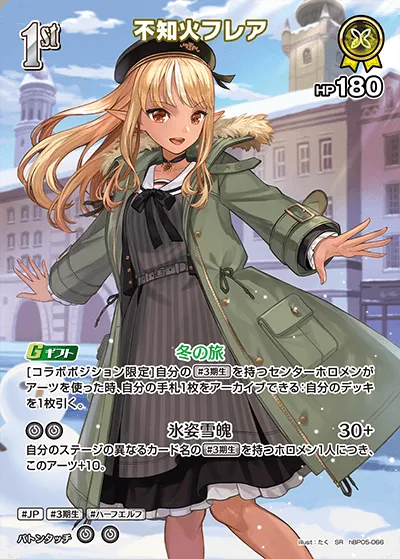 1st
不知火フレア
HP 180
Gギフト 冬の旅
[コラボポジション限定]自分の #3期生 を持つセンターホロメンが
アーツを使った時、自分の手札1枚をアーカイブできる:自分のデッキ
を1枚引く。
氷姿雪魄 30+
自分のステージの異なるカード名の #3期生 を持つホロメン1人につき、
このアーツ+10。
#JP #3期生 #ハーフエルフ
バトンタッチ
illust：たく SR hBP05-066